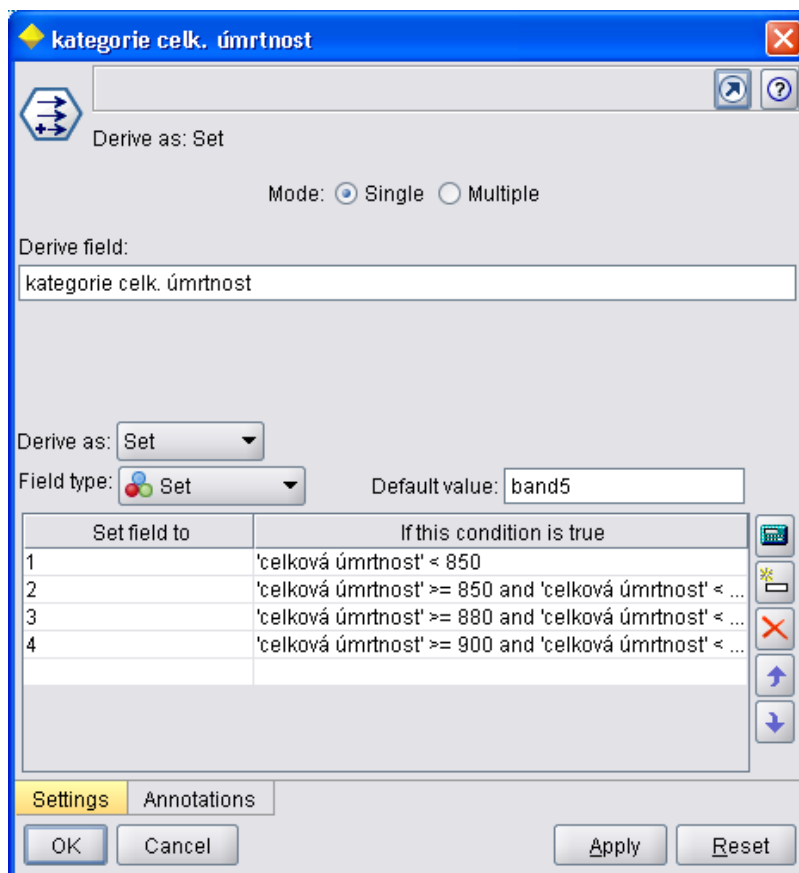 kategorie celk. úmrtnost
Derive as: Set
Mode: Single Multiple
Derive field:
kategorie celk. úmrtnost
Derive as: Set
Field type: Set Default value: band5
Set field to If this condition is true
1 'celková úmrtnost' < 850
2 'celková úmrtnost' >= 850 and 'celková úmrtnost' < ...
3 'celková úmrtnost' >= 880 and 'celková úmrtnost' < ...
4 'celková úmrtnost' >= 900 and 'celková úmrtnost' < ...
Settings Annotations
OK Cancel Apply Reset